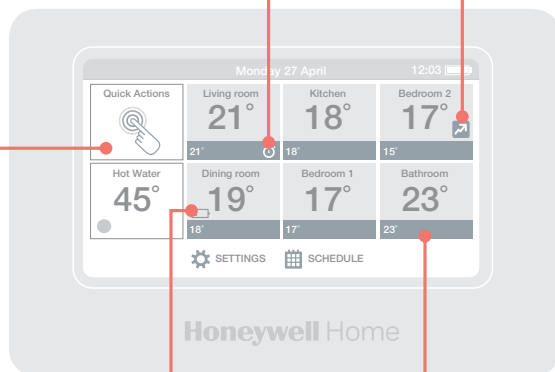 Monday 27 April 12:03
Quick Actions
Living room
21°
21°
Kitchen
18°
18°
Bedroom 2
17°
15°
Hot Water
45°
Dining room
19°
18°
Bedroom 1
17°
17°
Bathroom
23°
23°
SETTINGS
SCHEDULE
Honeywell Home